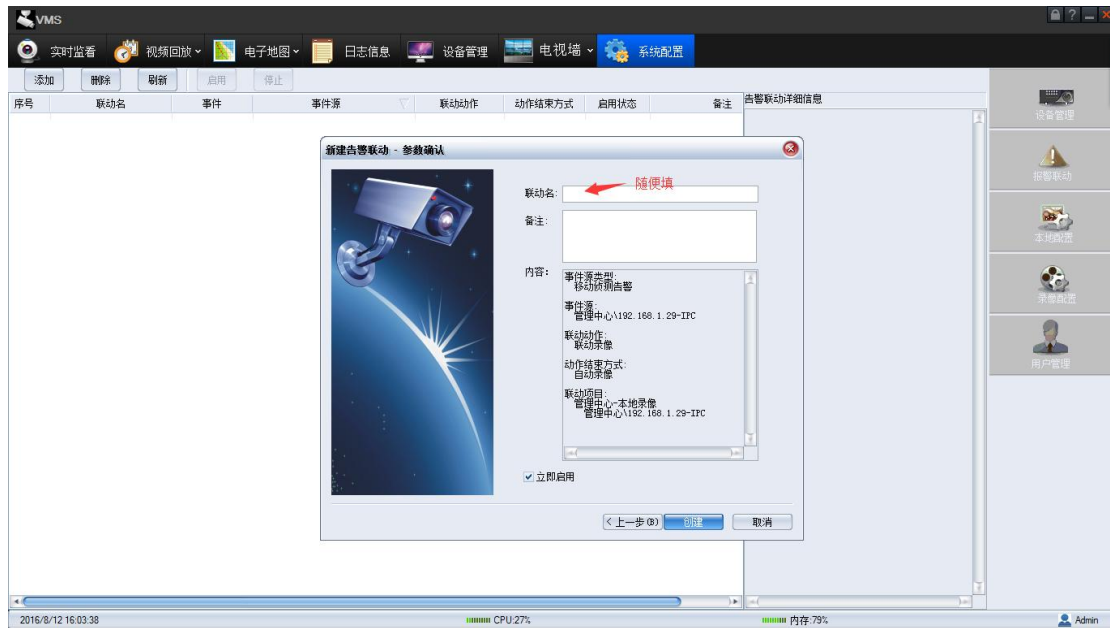 VMS
实时监看 视频回放 电子地图 日志信息 设备管理 电视墙 系统配置
添加 删除 刷新 启用 停止
序号 联动名 事件 事件源 联动动作 动作结束方式 启用状态 备注 告警联动详细信息
设备管理
报警联动
本地配置
录像配置
用户管理
新建告警联动 - 参数确认
联动名: 随便填
备注:
内容: 事件源类型:
移动侦测告警
事件源:
管理中心\192.168.1.29-IPC
联动动作:
联动录像
动作结束方式:
自动录像
联动项目:
管理中心-本地录像
管理中心\192.168.1.29-IPC
立即启用
<上一步(B) 创建 取消
2016/8/12 16:03:38 CPU:27% 内存:79% Admin